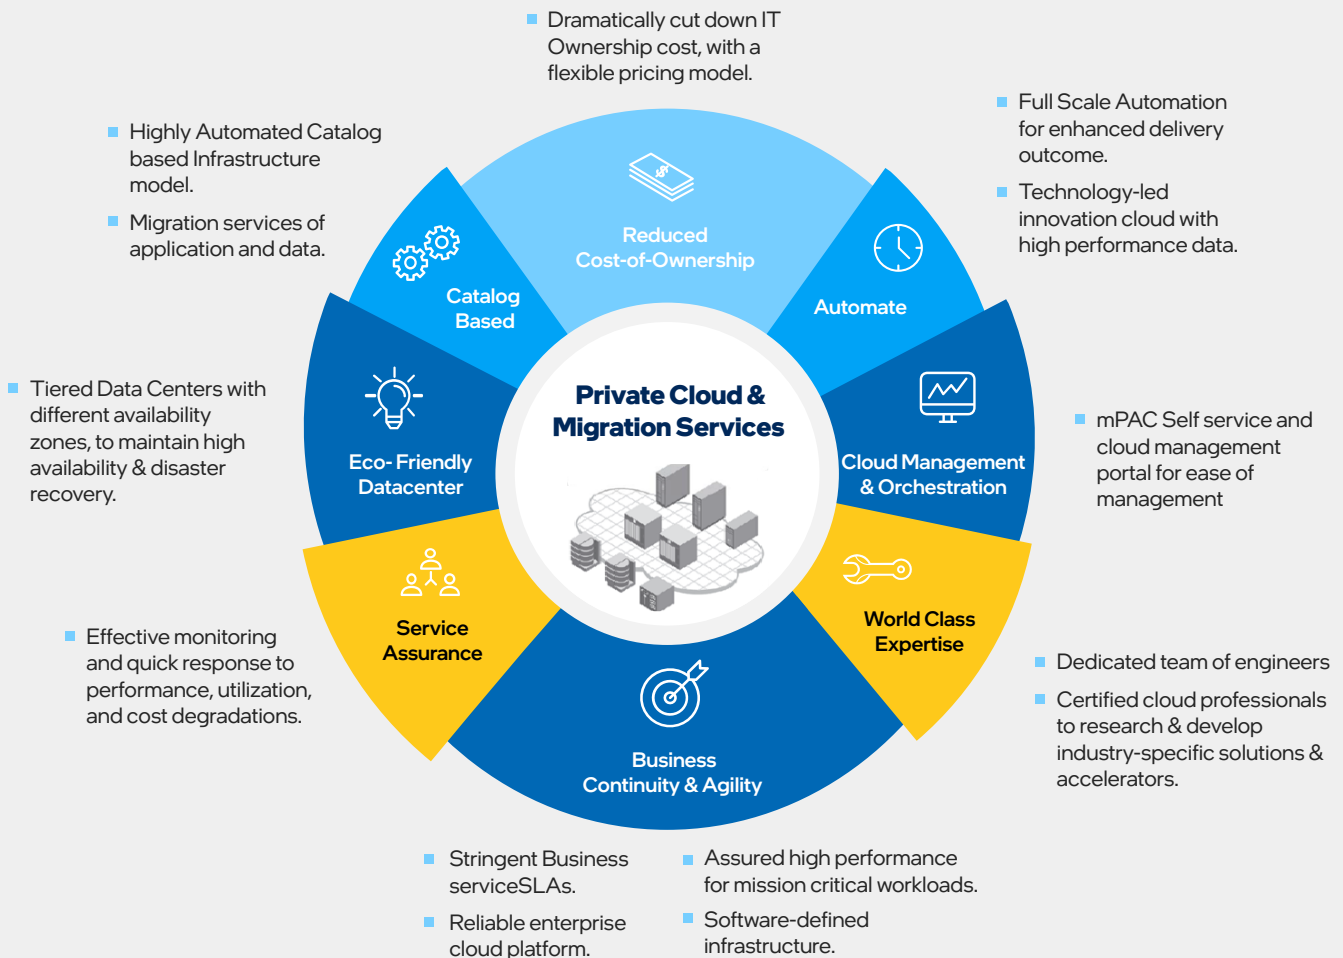 Dramatically cut down IT
Ownership cost, with a
flexible pricing model.
Full Scale Automation
for enhanced delivery
outcome.
Technology-led
innovation cloud with
high performance data.
Highly Automated Catalog
based Infrastructure
model.
Migration services of
application and data.
Reduced
Cost-of-Ownership
Catalog
Based
Automate
Private Cloud &
Migration Services
Tiered Data Centers with
different availability
zones, to maintain high
availability & disaster
recovery.
Eco- Friendly
Datacenter
Cloud Management
& Orchestration
mPAC Self service and
cloud management
portal for ease of
management
Service
Assurance
World Class
Expertise
Effective monitoring
and quick response to
performance, utilization,
and cost degradations.
Dedicated team of engineers
Certified cloud professionals
to research & develop
industry-specific solutions &
accelerators.
Business
Continuity & Agility
Stringent Business
serviceSLAs.
Reliable enterprise
cloud platform.
Assured high performance
for mission critical workloads.
Software-defined
infrastructure.